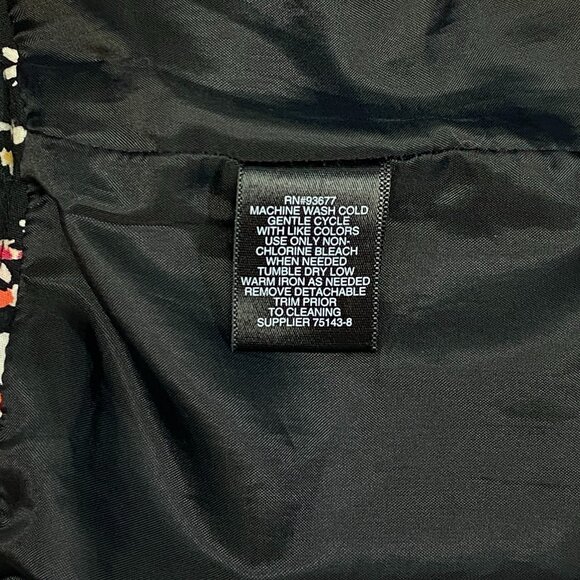 RN#93677
MACHINE WASH COLD
GENTLE CYCLE
WITH LIKE COLORS
USE ONLY NON-
CHLORINE BLEACH
WHEN NEEDED
TUMBLE DRY LOW
WARM IRON AS NEEDED
REMOVE DETACHABLE
TRIM PRIOR
TO CLEANING
SUPPLIER 75143-8